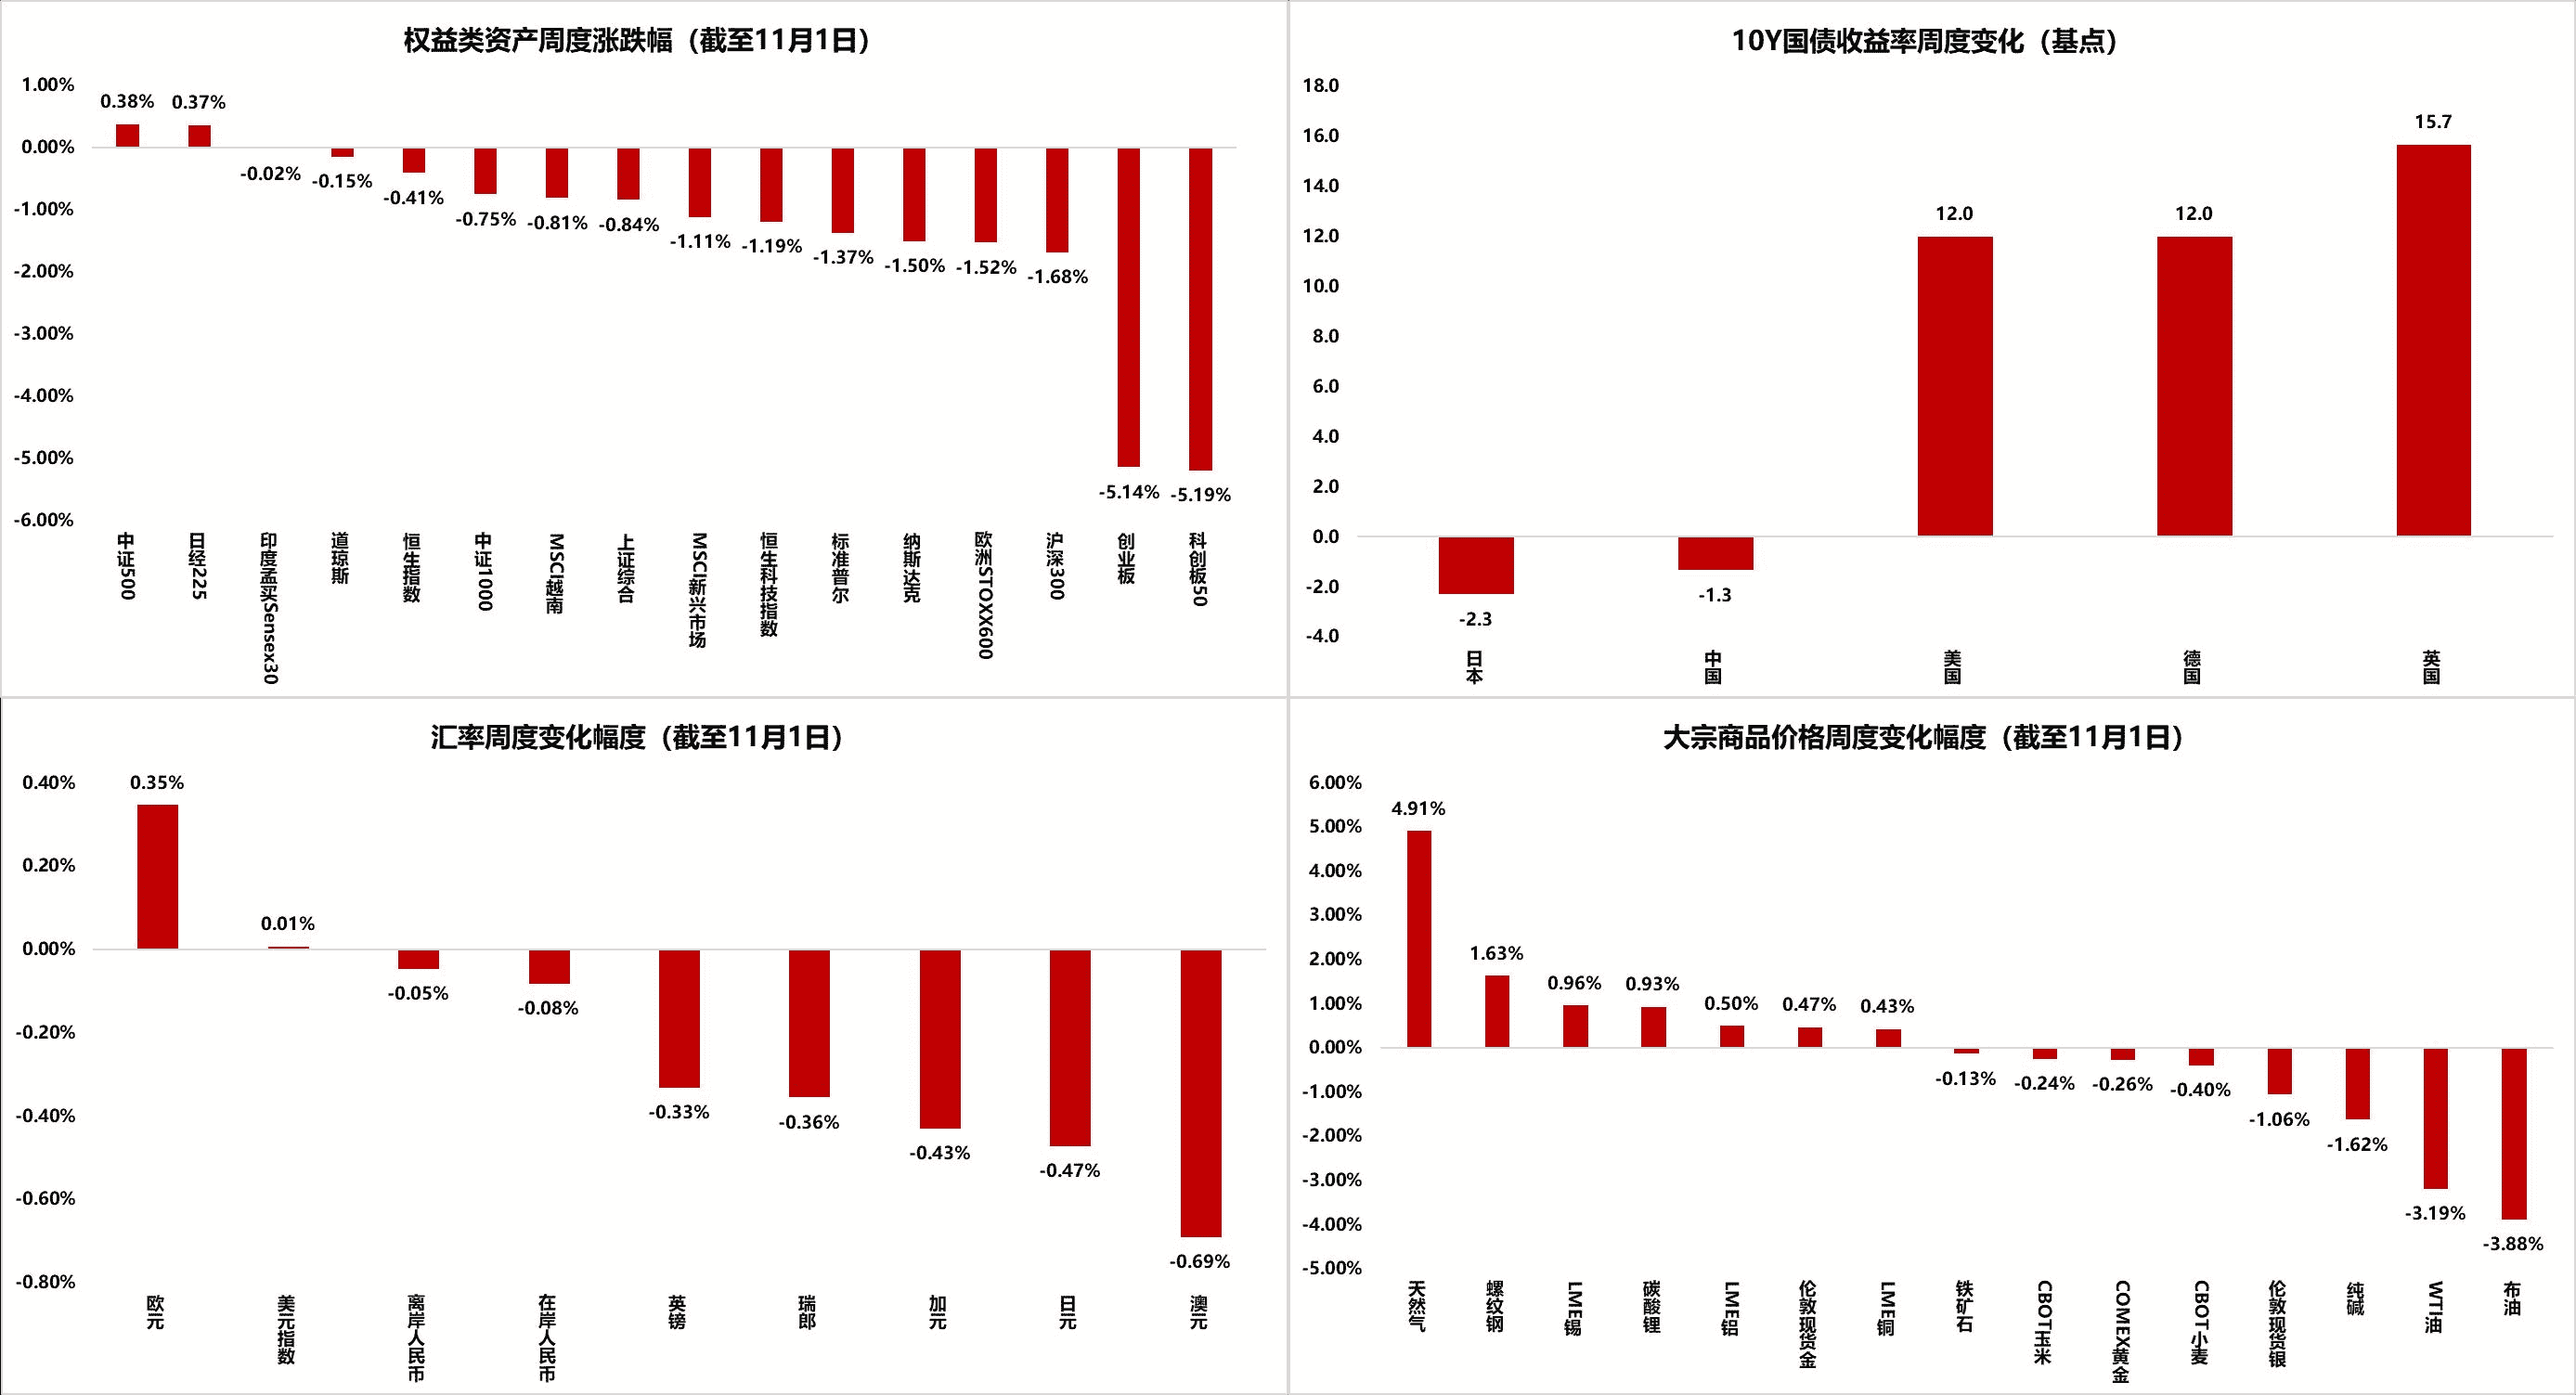 权益类资产周度涨跌幅（截至11月1日）
1.00%
0.00%
-1.00%
-2.00%
-3.00%
-4.00%
-5.00%
-6.00%
0.38%
0.37%
-0.02%
-0.15%
-0.41%
-0.75%
-0.81%
-0.84%
-1.11%
-1.19%
-1.37%
-1.50%
-1.52%
-1.68%
-5.14%
-5.19%
中证500
日经225
印度孟买Sensex30
道琼斯
恒生指数
中证1000
MSCI越南
上证综合
MSCI新兴市场
恒生科技指数
标准普尔
纳斯达克
欧洲STOXX600
沪深300
创业板
科创板50
10Y国债收益率周度变化（基点）
18.0
16.0
14.0
12.0
10.0
8.0
6.0
4.0
2.0
0.0
-2.0
-4.0
-2.3
-1.3
12.0
12.0
15.7
日本
中国
美国
德国
英国
汇率周度变化幅度（截至11月1日）
0.40%
0.20%
0.00%
-0.20%
-0.40%
-0.60%
-0.80%
0.35%
0.01%
-0.05%
-0.08%
-0.33%
-0.36%
-0.43%
-0.47%
-0.69%
欧元
美元指数
离岸人民币
在岸人民币
英镑
瑞郎
加元
日元
澳元
大宗商品价格周度变化幅度（截至11月1日）
6.00%
5.00%
4.00%
3.00%
2.00%
1.00%
0.00%
-1.00%
-2.00%
-3.00%
-4.00%
-5.00%
4.91%
1.63%
0.96%
0.93%
0.50%
0.47%
0.43%
-0.13%
-0.24%
-0.26%
-0.40%
-1.06%
-1.62%
-3.19%
-3.88%
天然气
螺纹钢
LME锡
碳酸锂
LME铝
伦敦现货金
LME铜
铁矿石
CBOT玉米
COMEX黄金
CBOT小麦
伦敦现货银
纯碱
WTI油
布油